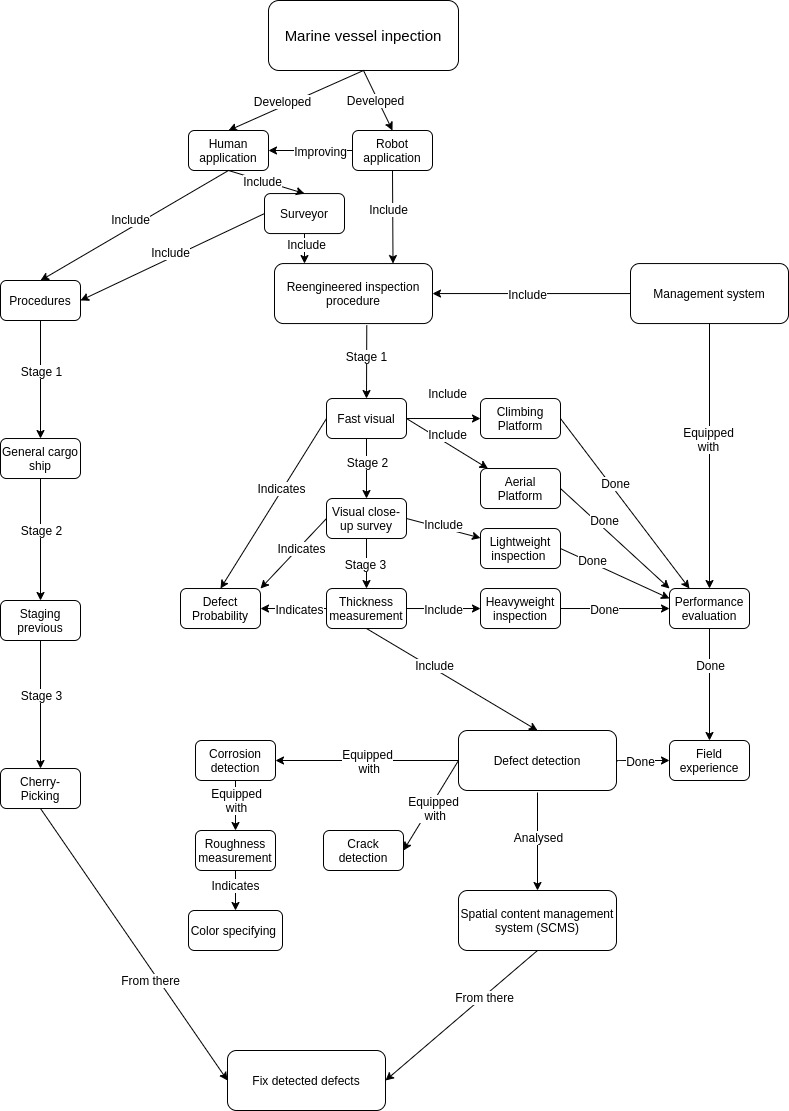 Marine vessel inpection
Developed
Developed
Human
application
Improving
Robot
application
Include
Include
Surveyor
Include
Include
Include
Procedures
Reengineered inspection
procedure
Include
Management system
Stage 1
Stage 1
Fast visual
Include
Climbing
Platform
Include
Equipped
with
General cargo
ship
Stage 2
Aerial
Platform
Done
Indicates
Visual close-
up survey
Include
Done
Stage 2
Indicates
Lightweight
inspection
Done
Stage 3
Defect
Probability
Indicates
Thickness
measurement
Include
Heavyweight
inspection
Done
Performance
evaluation
Staging
previous
Include
Done
Stage 3
Corrosion
detection
Equipped
with
Defect detection
Done
Field
experience
Cherry-
Picking
Equipped
with
Equipped
with
Roughness
measurement
Crack
detection
Analysed
Indicates
Color specifying
Spatial content management
system (SCMS)
From there
From there
Fix detected defects